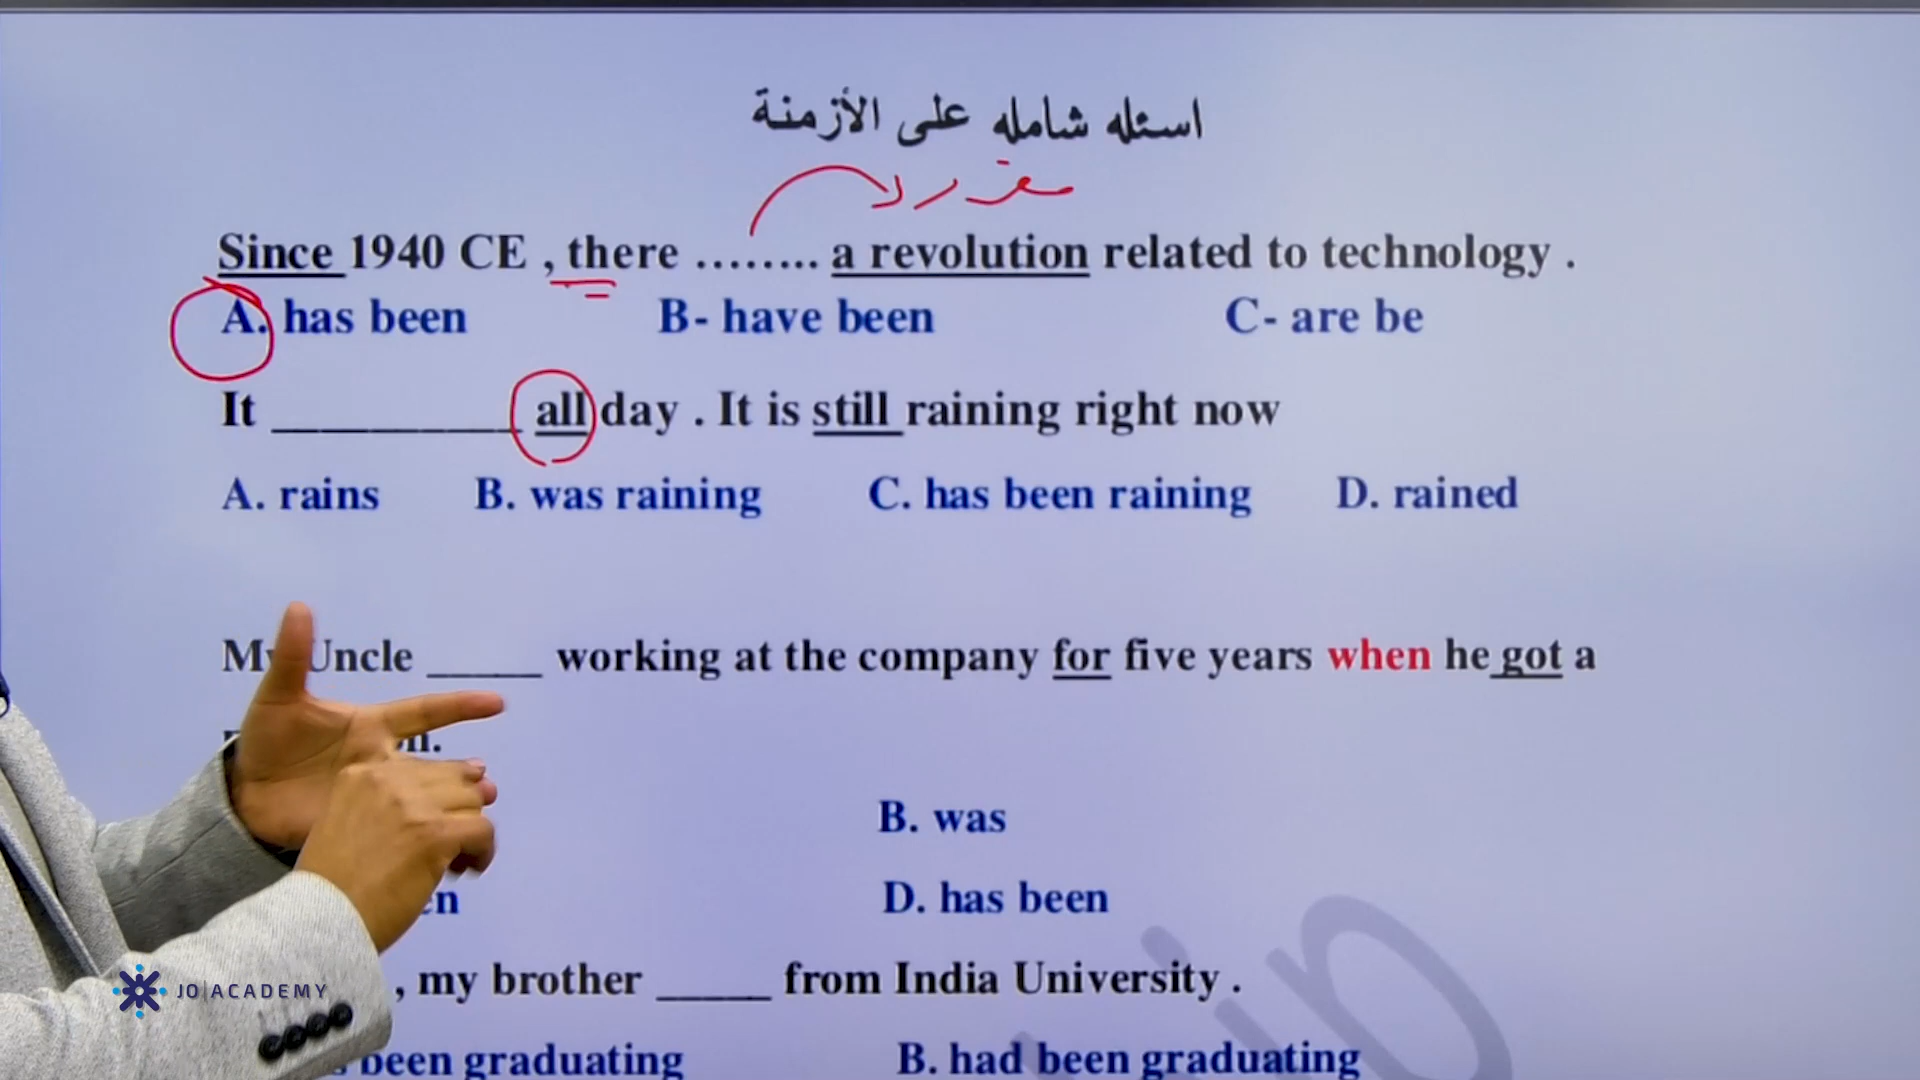 اسئله شامله على الأزمنة
مفرد
Since 1940 CE , there ........ a revolution related to technology .
A. has been B- have been C- are be
It __________ all day . It is still raining right now
A. rains B. was raining C. has been raining D. rained
My Uncle _____ working at the company for five years when he got a
B. was
D. has been
, my brother _____ from India University .
been graduating B. had been graduating
JO ACADEMY